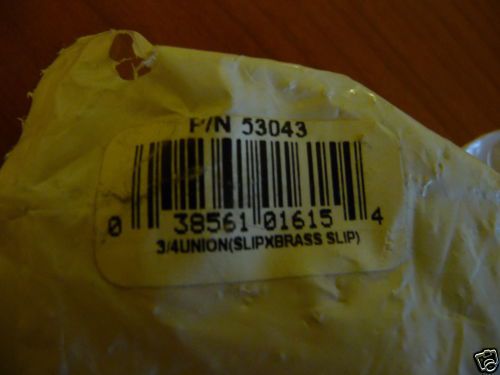 P/N 53043
0 38561 01615 4
3/4UNION(SLIPXBRASS SLIP)